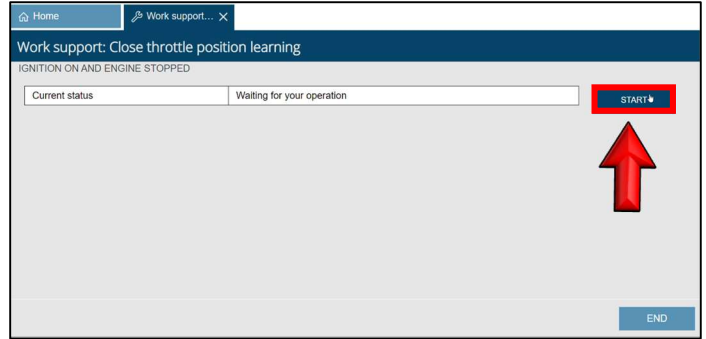 Home
Work support...
Work support: Close throttle position learning
IGNITION ON AND ENGINE STOPPED
Current status
Waiting for your operation
START
END